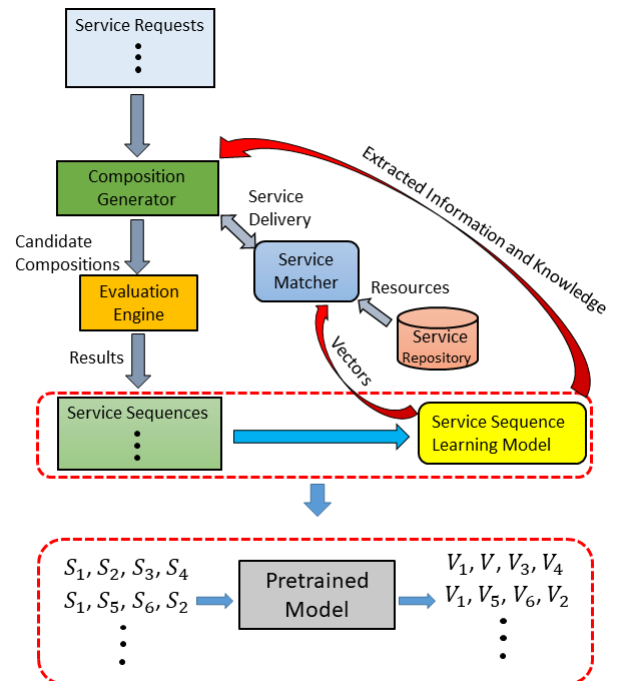 Service Requests
Composition
Generator
Service
Delivery
Extracted Information and Knowledge
Candidate
Compositions
Service
Matcher
Evaluation
Engine
Resources
Service
Repository
Results
Vectors
Service Sequences
Service Sequence
Learning Model
S₁, S₂, S₃, S₄
S₁, S₅, S₆, S₂
Pretrained
Model
V₁, V, V₃, V₄
V₁, V₅, V₆, V₂